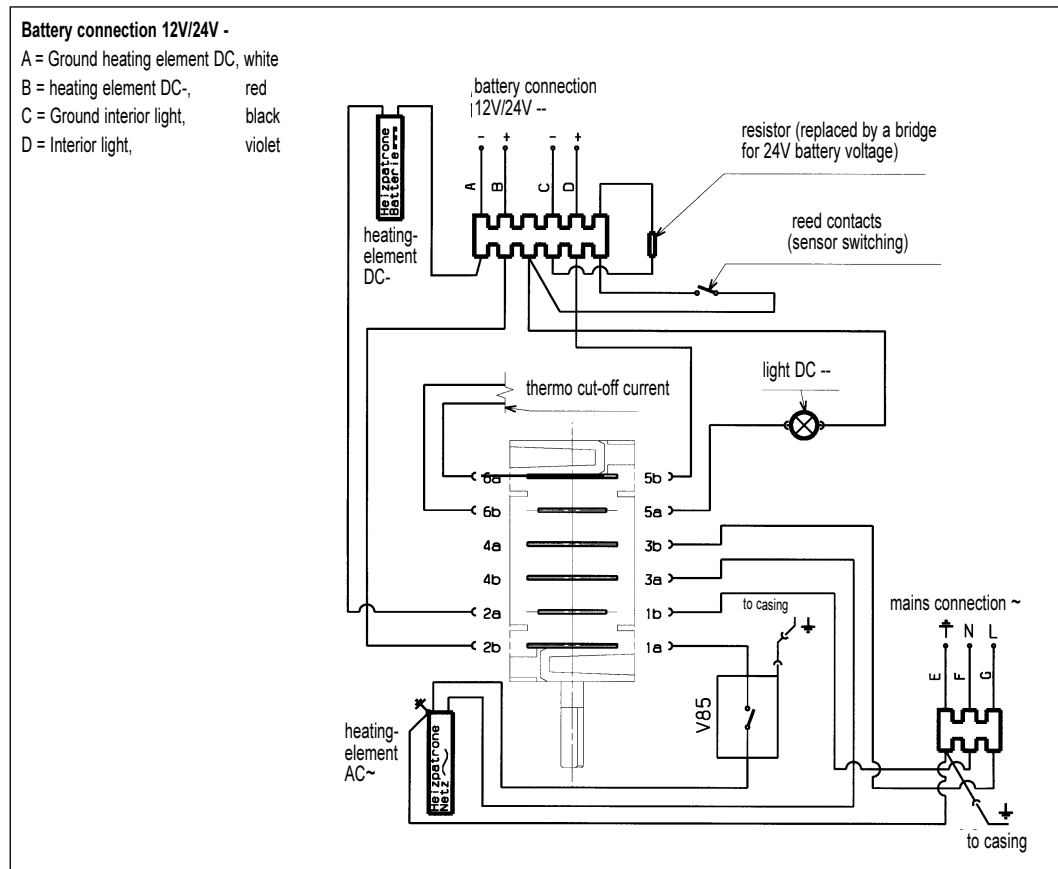 Battery connection 12V/24V -
A = Ground heating element DC, white
B = heating element DC-, red
C = Ground interior light, black
D = Interior light, violet
battery connection
12V/24V --
- + - +
A B C D
resistor (replaced by a bridge
for 24V battery voltage)
reed contacts
(sensor switching)
Heizpatrone
Batterie
heating-
element
DC-
thermo cut-off current
light DC --
6a 5b
6b 5a
4a 3b
4b 3a
2a 1b
2b 1a
to casing
mains connection ~
N L
E F G
V85
heating-
element
AC~
Heizpatrone
Netz
to casing